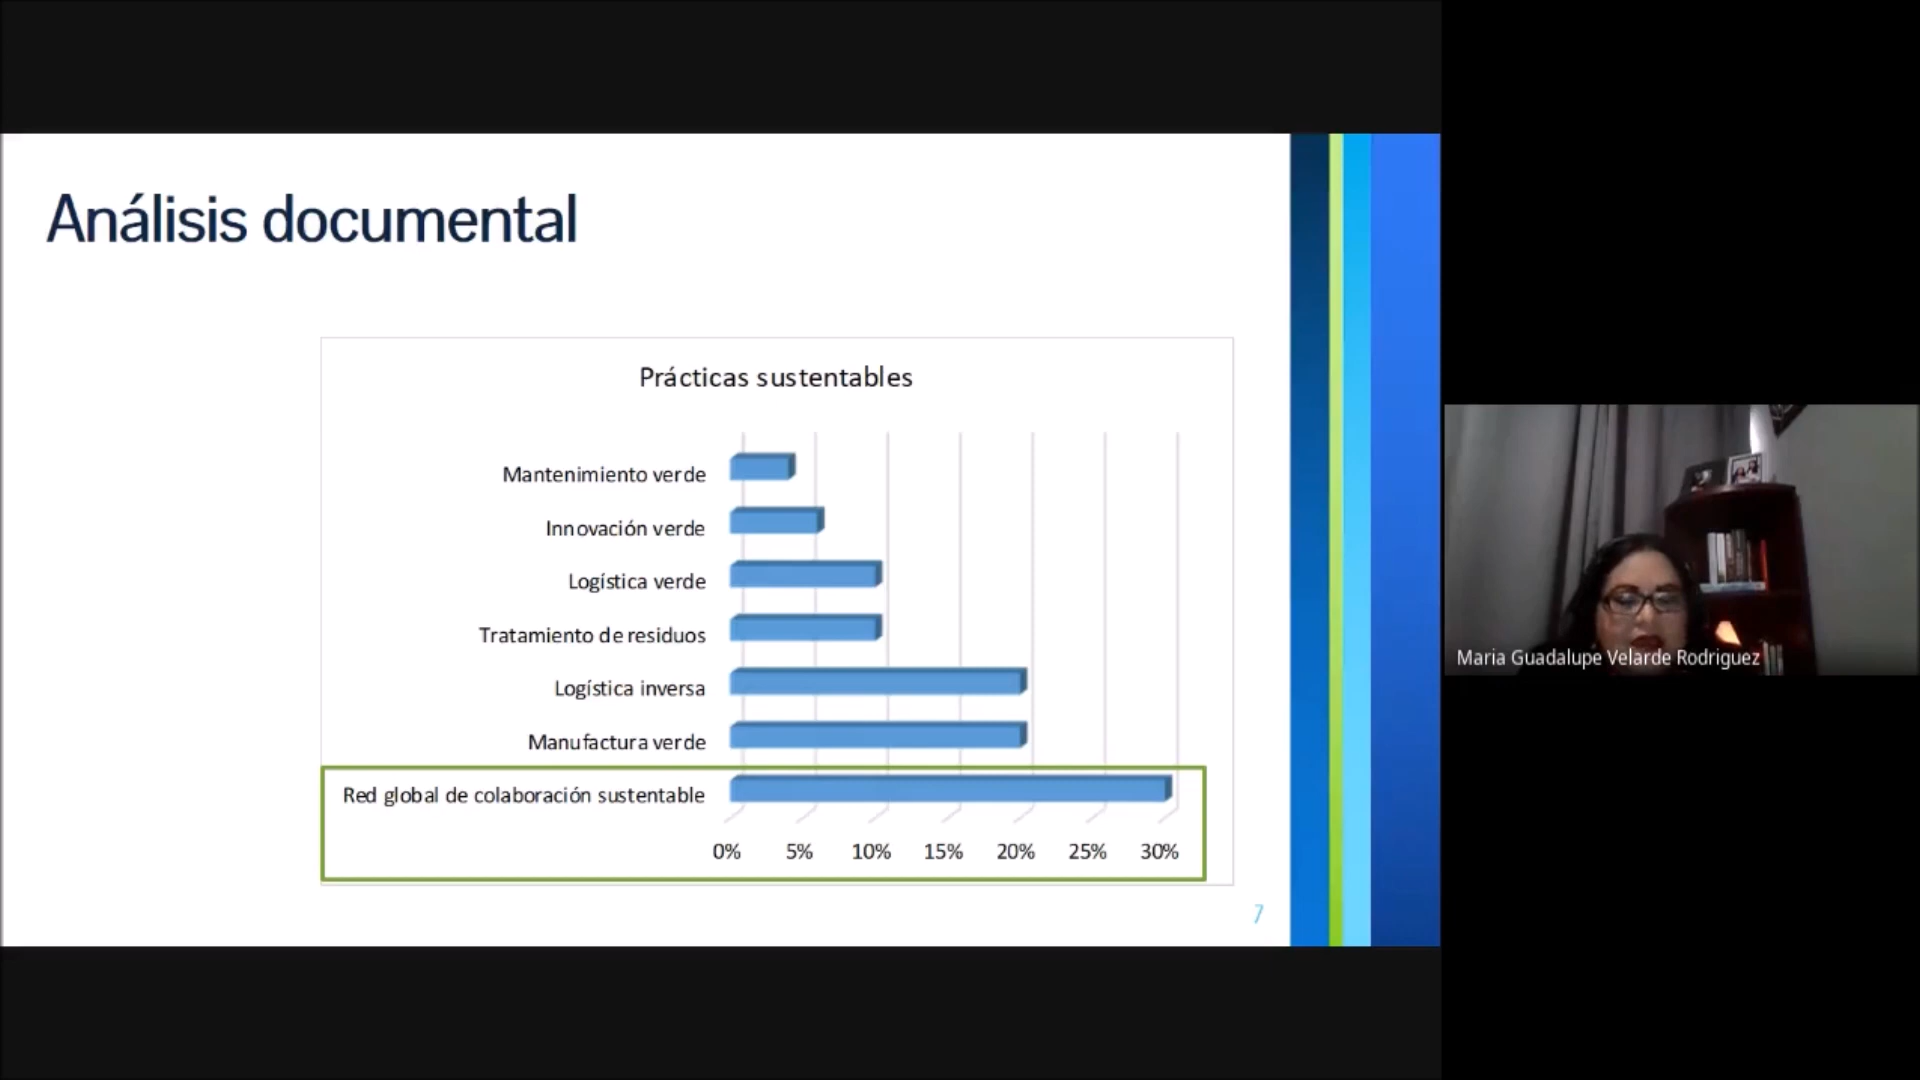 Análisis documental
Prácticas sustentables
Mantenimiento verde
Innovación verde
Logística verde
Tratamiento de residuos
Logística inversa
Manufactura verde
Red global de colaboración sustentable
0% 5% 10% 15% 20% 25% 30%
7
Maria Guadalupe Velarde Rodriguez